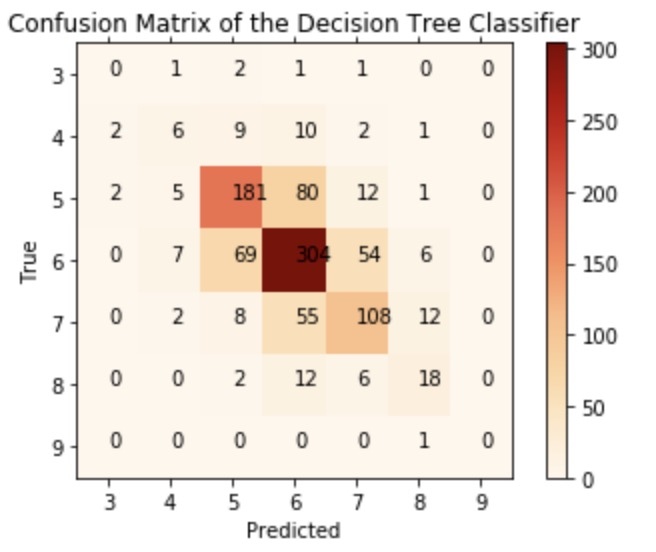 Confusion Matrix of the Decision Tree Classifier
3 0 1 2 1 1 0 0
4 2 6 9 10 2 1 0
5 2 5 181 80 12 1 0
6 0 7 69 304 54 6 0
7 0 2 8 55 108 12 0
8 0 0 2 12 6 18 0
9 0 0 0 0 0 1 0
3 4 5 6 7 8 9
Predicted
True
300
250
200
150
100
50
0